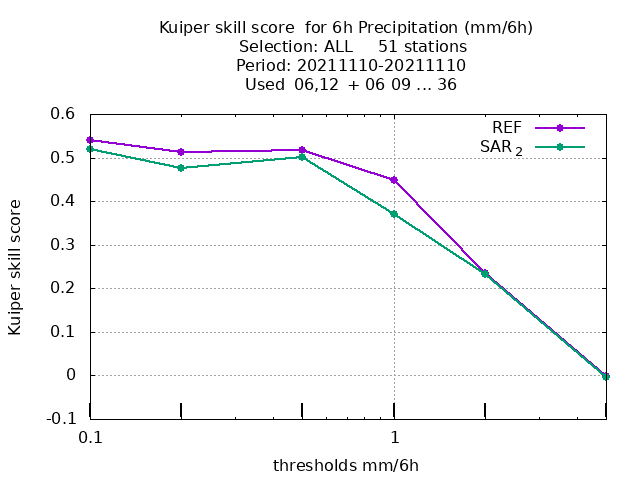 Kuiper skill score  for 6h Precipitation (mm/6h)
Selection: ALL     51 stations
Period: 20211110-20211110
Used  06,12  + 06 09 ... 36
REF
SAR 2
0.6
0.5
0.4
0.3
0.2
0.1
0
-0.1
Kuiper skill score
0.1
1
thresholds mm/6h